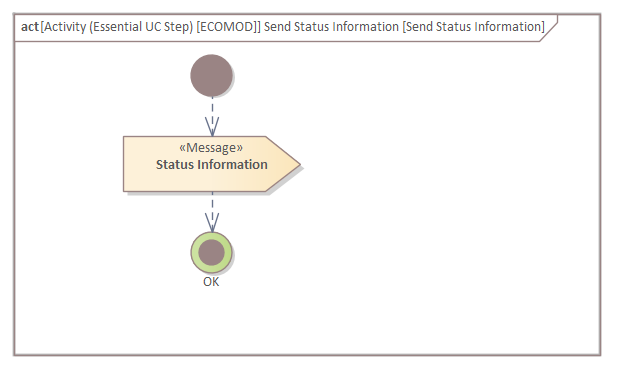 act [Activity (Essential UC Step) [ECOMOD]] Send Status Information [Send Status Information]
«Message»
Status Information
OK